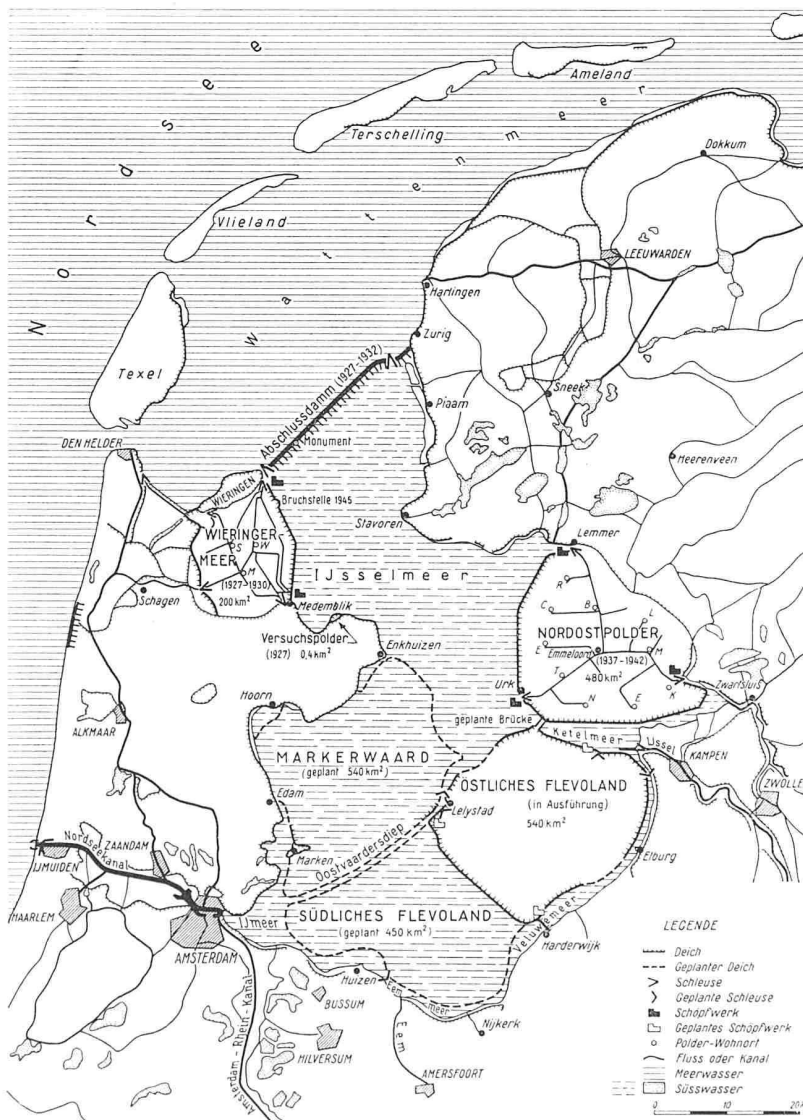 Nordsee
Wattenmeer
Ameland
Terschelling
Vlieland
Texel
Dokkum
LEEUWARDEN
Harlingen
Zurig
Abschlussdamm (1927-1932)
Piaam
Sneek
Monument
DEN HELDER
WIERINGEN
Bruchstelle 1945
Heerenveen
Stavoren
WIERINGER
MEER
PS
W
M
(1927-1930)
200 km²
Schagen
IJsselmeer
Lemmer
Medemblik
Versuchspolder
(1927) 0,4 km²
Enkhuizen
R
C
B
L
NORDOSTPOLDER
E
Emmeloord
(1937-1942)
M
480 km²
T
K
N
E
Urk
Zwartsluis
geplante Brücke
Hoorn
ALKMAAR
Ketelmeer
IJssel
KAMPEN
ZWOLLE
MARKERWAARD
(geplant 540 km²)
ÖSTLICHES FLEVOLAND
(in Ausführung)
540 km²
Lelystad
Edam
Elburg
Nordseekanal
ZAANDAM
IJMUIDEN
Marken
Oostvaardersdiep
HAARLEM
SÜDLICHES FLEVOLAND
(geplant 450 km²)
IJmeer
AMSTERDAM
Veluwemeer
Harderwijk
Huizen
Eemmeer
BUSSUM
Nijkerk
HILVERSUM
Eem
AMERSFOORT
Amsterdam-Rhein-Kanal
LEGENDE
Deich
Geplanter Deich
Schleuse
Geplante Schleuse
Schöpfwerk
Geplantes Schöpfwerk
Polder-Wohnort
Fluss oder Kanal
Meerwasser
Süsswasser
0 10